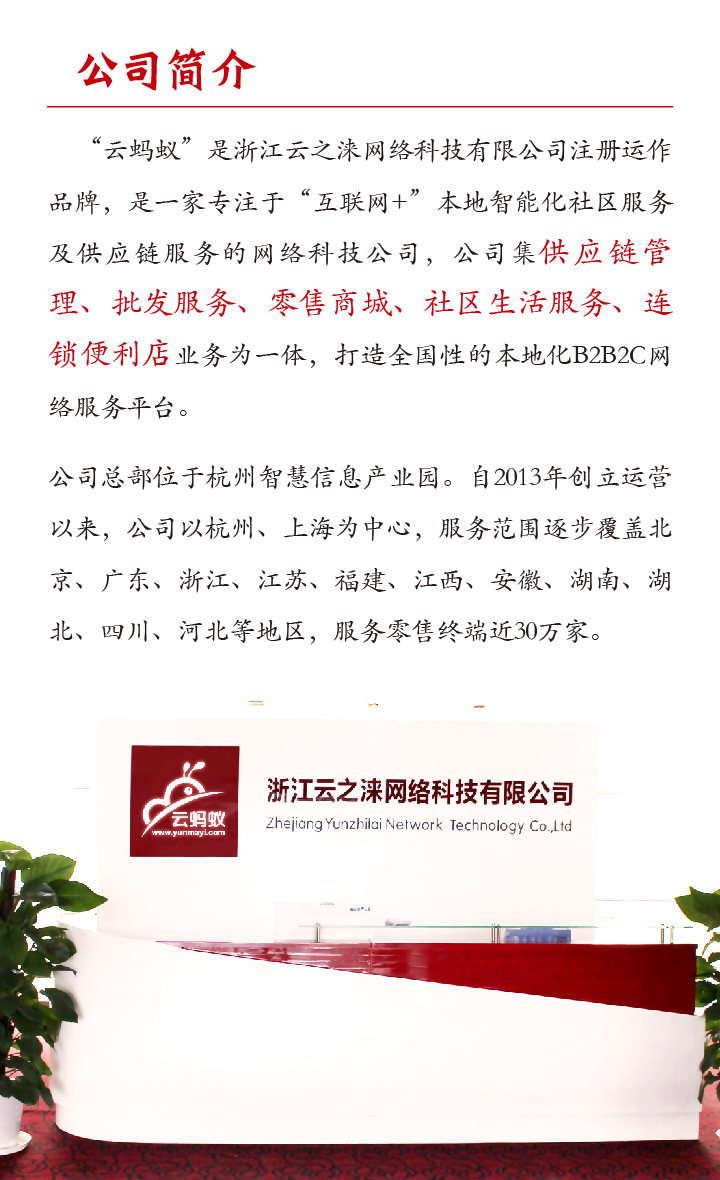 公司简介
“云蚂蚁”是浙江云之涞网络科技有限公司注册运作
品牌，是一家专注于“互联网+”本地智能化社区服务
及供应链服务的网络科技公司，公司集供应链管
理、批发服务、零售商城、社区生活服务、连
锁便利店业务为一体，打造全国性的本地化B2B2C网
络服务平台。
公司总部位于杭州智慧信息产业园。自2013年创立运营
以来，公司以杭州、上海为中心，服务范围逐步覆盖北
京、广东、浙江、江苏、福建、江西、安徽、湖南、湖
北、四川、河北等地区，服务零售终端近30万家。
云蚂蚁
www.yunmayi.com
浙江云之涞网络科技有限公司
Zhejiang Yunzhilai Network Technology Co.,Ltd